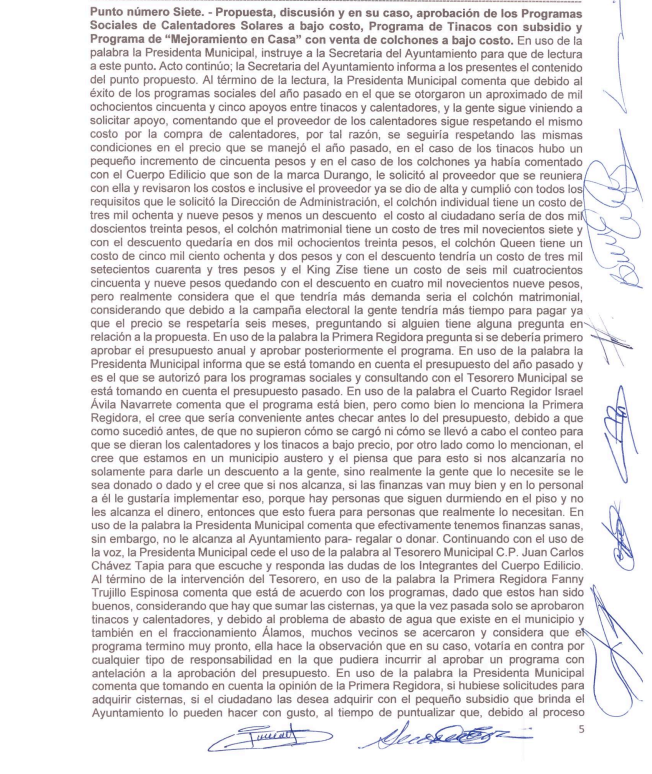 Punto número Siete. - Propuesta, discusión y en su caso, aprobación de los Programas
Sociales de Calentadores Solares a bajo costo, Programa de Tinacos con subsidio y
Programa de “Mejoramiento en Casa” con venta de colchones a bajo costo. En uso de la
palabra la Presidenta Municipal, instruye a la Secretaria del Ayuntamiento para que de lectura
a este punto. Acto continúo; la Secretaria del Ayuntamiento informa a los presentes el contenido
del punto propuesto. Al término de la lectura, la Presidenta Municipal comenta que debido al
éxito de los programas sociales del año pasado en el que se otorgaron un aproximado de mil
ochocientos cincuenta y cinco apoyos entre tinacos y calentadores, y la gente sigue viniendo a
solicitar apoyo, comentando que el proveedor de los calentadores sigue respetando el mismo
costo por la compra de calentadores, por tal razón, se seguiría respetando las mismas
condiciones en el precio que se manejó el año pasado, en el caso de los tinacos hubo un
pequeño incremento de cincuenta pesos y en el caso de los colchones ya había comentado
con el Cuerpo Edilicio que son de la marca Durango, le solicitó al proveedor que se reuniera
con ella y revisaron los costos e inclusive el proveedor ya se dio de alta y cumplió con todos los
requisitos que le solicitó la Dirección de Administración, el colchón individual tiene un costo de
tres mil ochenta y nueve pesos y menos un descuento el costo al ciudadano sería de dos mil
doscientos treinta pesos, el colchón matrimonial tiene un costo de tres mil novecientos siete y
con el descuento quedaría en dos mil ochocientos treinta pesos, el colchón Queen tiene un
costo de cinco mil ciento ochenta y dos pesos y con el descuento tendría un costo de tres mil
setecientos cuarenta y tres pesos y el King Zise tiene un costo de seis mil cuatrocientos
cincuenta y nueve pesos quedando con el descuento en cuatro mil novecientos nueve pesos,
pero realmente considera que el que tendría más demanda seria el colchón matrimonial,
considerando que debido a la campaña electoral la gente tendría más tiempo para pagar ya
que el precio se respetaría seis meses, preguntando si alguien tiene alguna pregunta en
relación a la propuesta. En uso de la palabra la Primera Regidora pregunta si se debería primero
aprobar el presupuesto anual y aprobar posteriormente el programa. En uso de la palabra la
Presidenta Municipal informa que se está tomando en cuenta el presupuesto del año pasado y
es el que se autorizó para los programas sociales y consultando con el Tesorero Municipal se
está tomando en cuenta el presupuesto pasado. En uso de la palabra el Cuarto Regidor Israel
Ávila Navarrete comenta que el programa está bien, pero como bien lo menciona la Primera
Regidora, el cree que sería conveniente antes checar antes lo del presupuesto, debido a que
como sucedió antes, de que no supieron cómo se cargó ni cómo se llevó a cabo el conteo para
que se dieran los calentadores y los tinacos a bajo precio, por otro lado como lo mencionan, el
cree que estamos en un municipio austero y el piensa que para esto si nos alcanzaría no
solamente para darle un descuento a la gente, sino realmente la gente que lo necesite se le
sea donado o dado y el cree que si nos alcanza, si las finanzas van muy bien y en lo personal
a él le gustaría implementar eso, porque hay personas que siguen durmiendo en el piso y no
les alcanza el dinero, entonces que esto fuera para personas que realmente lo necesitan. En
uso de la palabra la Presidenta Municipal comenta que efectivamente tenemos finanzas sanas,
sin embargo, no le alcanza al Ayuntamiento para- regalar o donar. Continuando con el uso de
la voz, la Presidenta Municipal cede el uso de la palabra al Tesorero Municipal C.P. Juan Carlos
Chávez Tapia para que escuche y responda las dudas de los Integrantes del Cuerpo Edilicio.
Al término de la intervención del Tesorero, en uso de la palabra la Primera Regidora Fanny
Trujillo Espinosa comenta que está de acuerdo con los programas, dado que estos han sido
buenos, considerando que hay que sumar las cisternas, ya que la vez pasada solo se aprobaron
tinacos y calentadores, y debido al problema de abasto de agua que existe en el municipio y
también en el fraccionamiento Álamos, muchos vecinos se acercaron y considera que el
programa termino muy pronto, ella hace la observación que en su caso, votaría en contra por
cualquier tipo de responsabilidad en la que pudiera incurrir al aprobar un programa con
antelación a la aprobación del presupuesto. En uso de la palabra la Presidenta Municipal
comenta que tomando en cuenta la opinión de la Primera Regidora, si hubiese solicitudes para
adquirir cisternas, si el ciudadano las desea adquirir con el pequeño subsidio que brinda el
Ayuntamiento lo pueden hacer con gusto, al tiempo de puntualizar que, debido al proceso
5